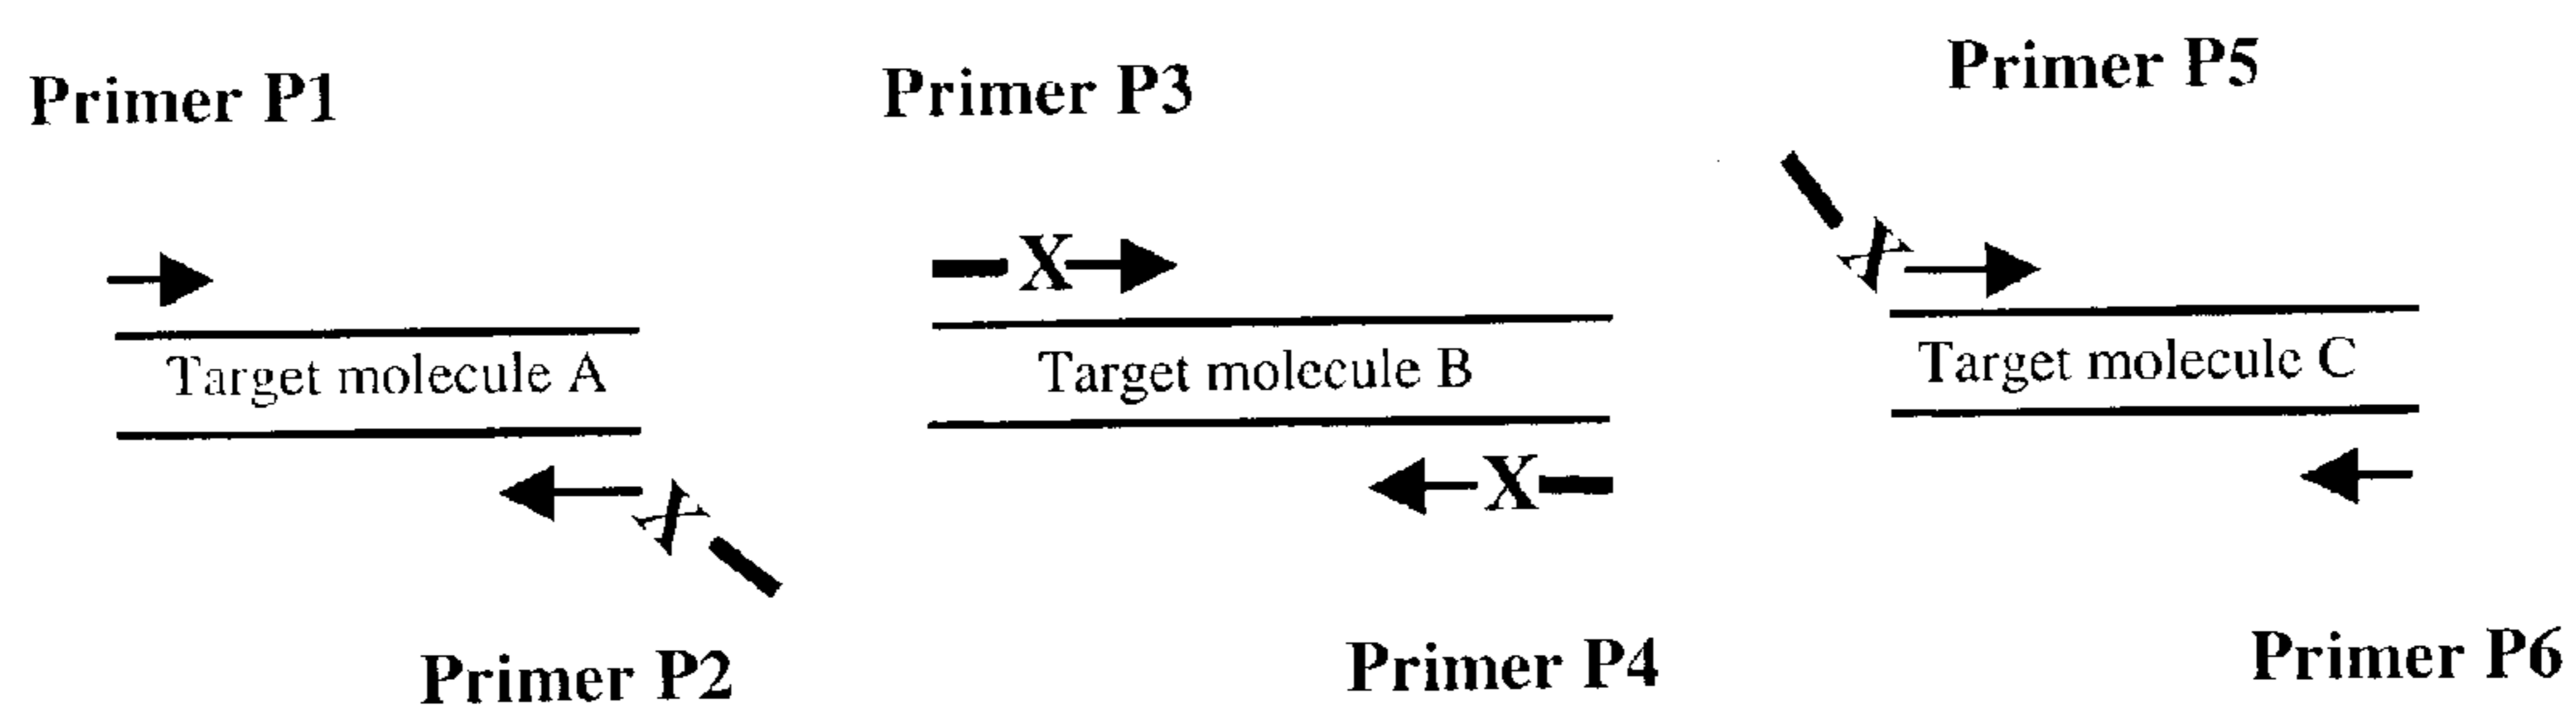 Primer P1
Primer P3
Primer P5
X
X
Target molecule A
Target molecule B
Target molecule C
X
X
Primer P2
Primer P4
Primer P6